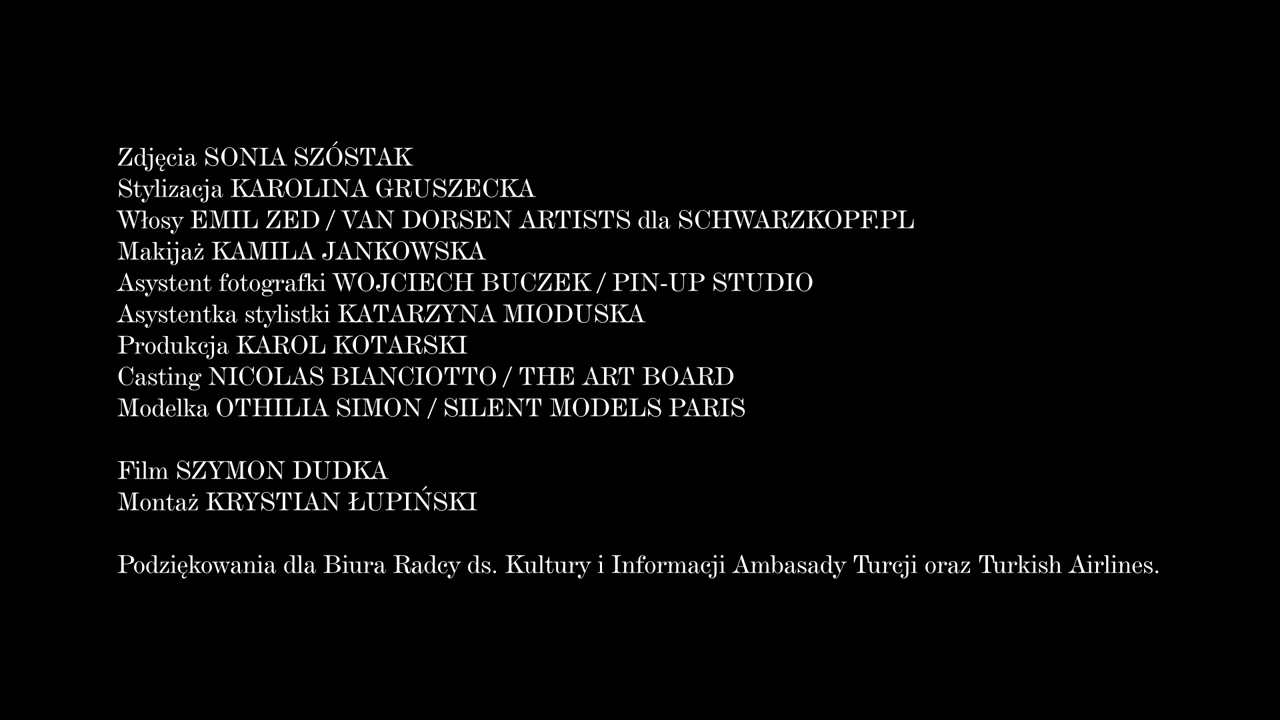 Zdjęcia SONIA SZÓSTAK
Stylizacja KAROLINA GRUSZECKA
Włosy EMIL ZED / VAN DORSEN ARTISTS dla SCHWARZKOPF.PL
Makijaż KAMILA JANKOWSKA
Asystent fotografki WOJCIECH BUCZEK / PIN-UP STUDIO
Asystentka stylistki KATARZYNA MIODUSKA
Produkcja KAROL KOTARSKI
Casting NICOLAS BIANCIOTTO / THE ART BOARD
Modelka OTHILIA SIMON / SILENT MODELS PARIS
Film SZYMON DUDKA
Montaż KRYSTIAN ŁUPIŃSKI
Podziękowania dla Biura Radcy ds. Kultury i Informacji Ambasady Turcji oraz Turkish Airlines.